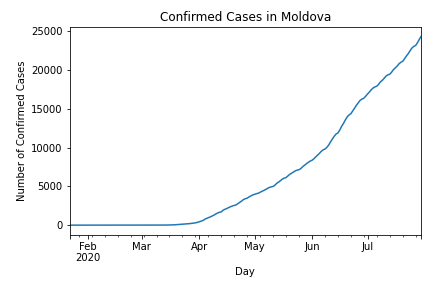 Confirmed Cases in Moldova
Number of Confirmed Cases
25000
20000
15000
10000
5000
0
Feb Mar Apr May Jun Jul
2020
Day